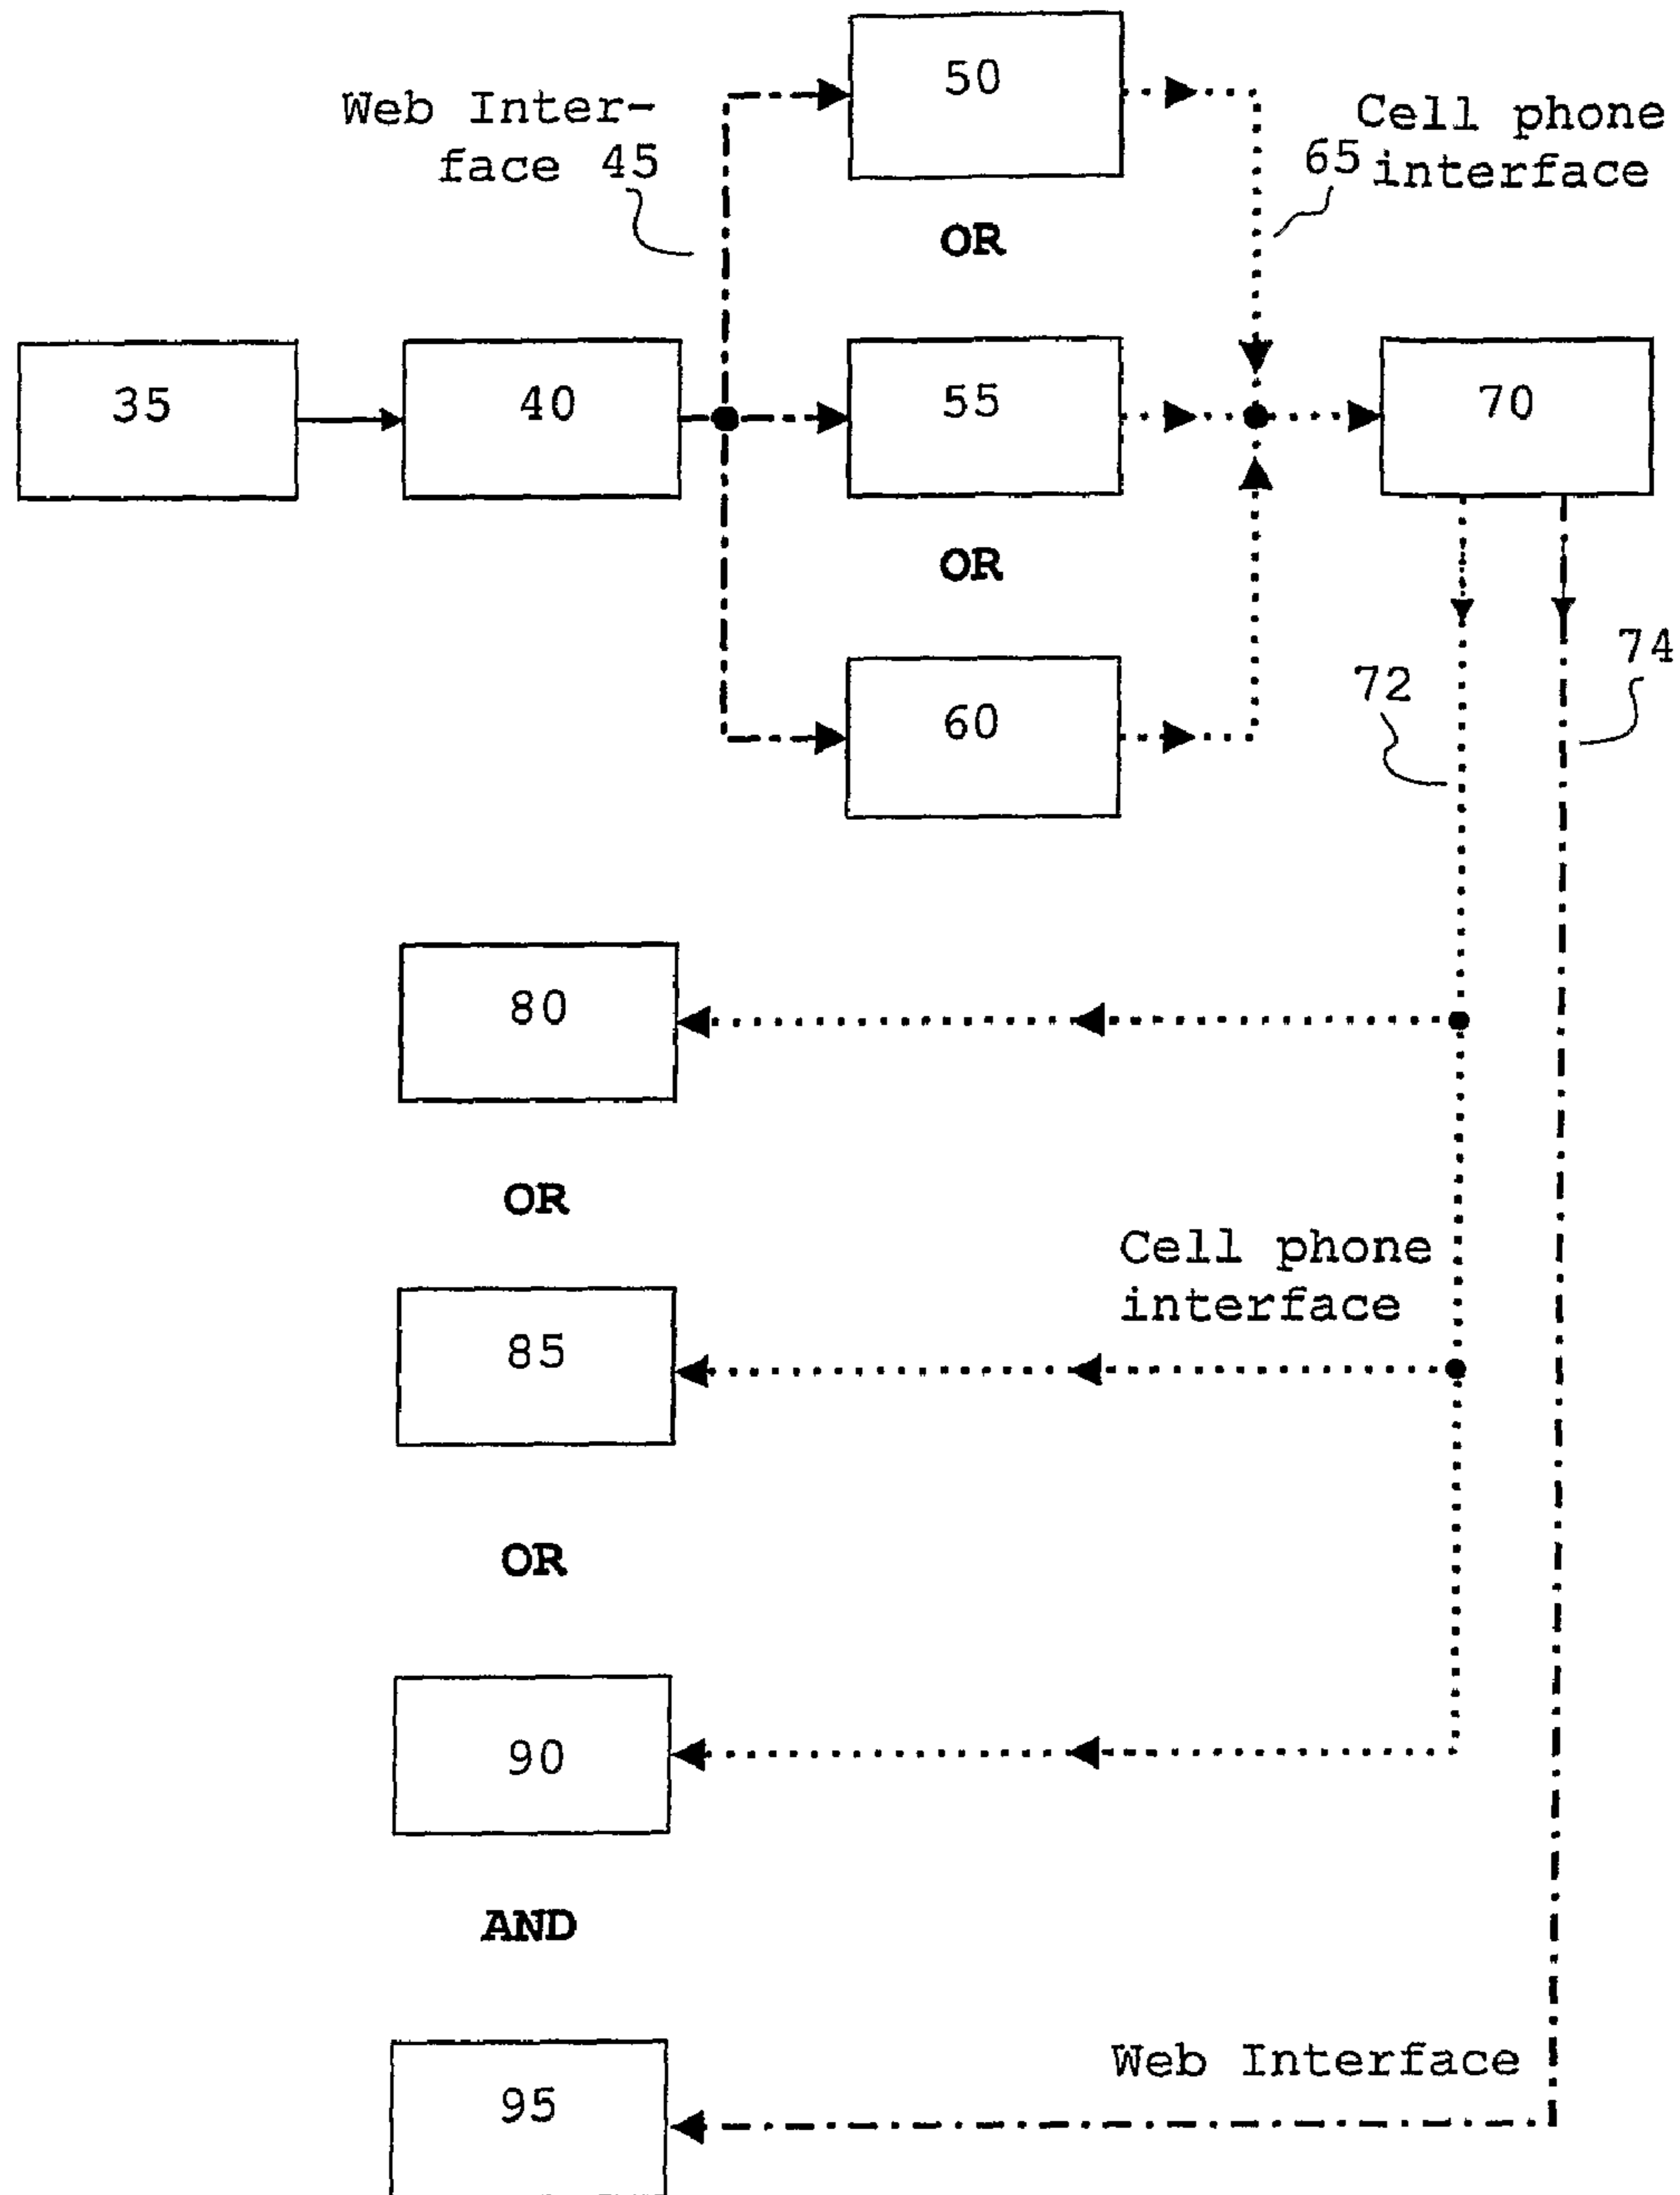 50
Web Inter-
face 45
Cell phone
65 interface
OR
35
40
55
70
OR
60
72
74
80
OR
Cell phone
interface
85
OR
90
AND
Web Interface
95